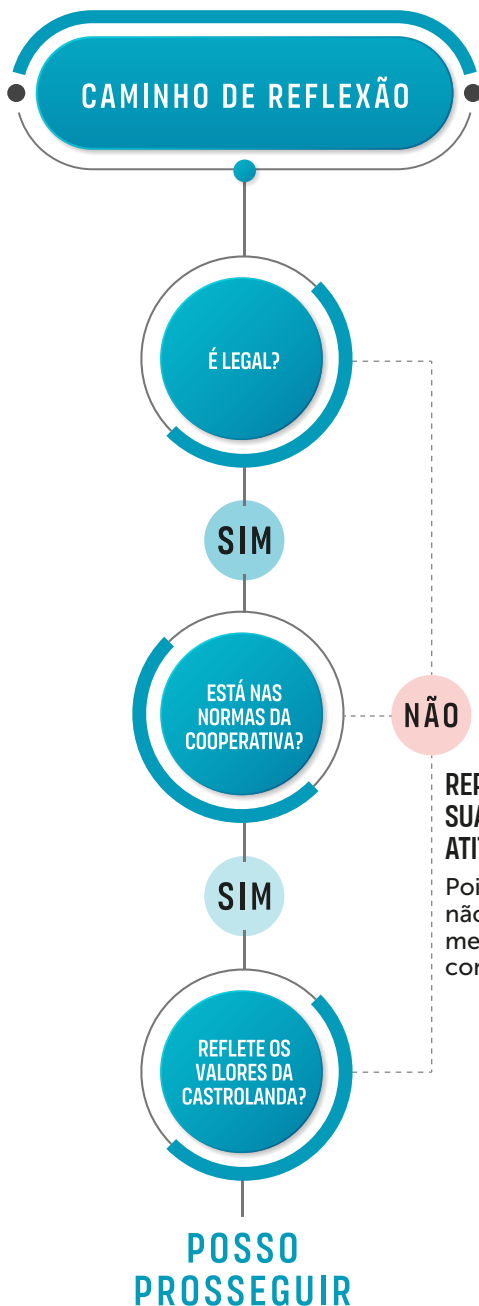 CAMINHO DE REFLEXÃO
É LEGAL?
SIM
ESTÁ NAS
NORMAS DA
COOPERATIVA?
NÃO
SIM
REFLETE OS
VALORES DA
CASTROLANDA?
POSSO
PROSSEGUIR
não